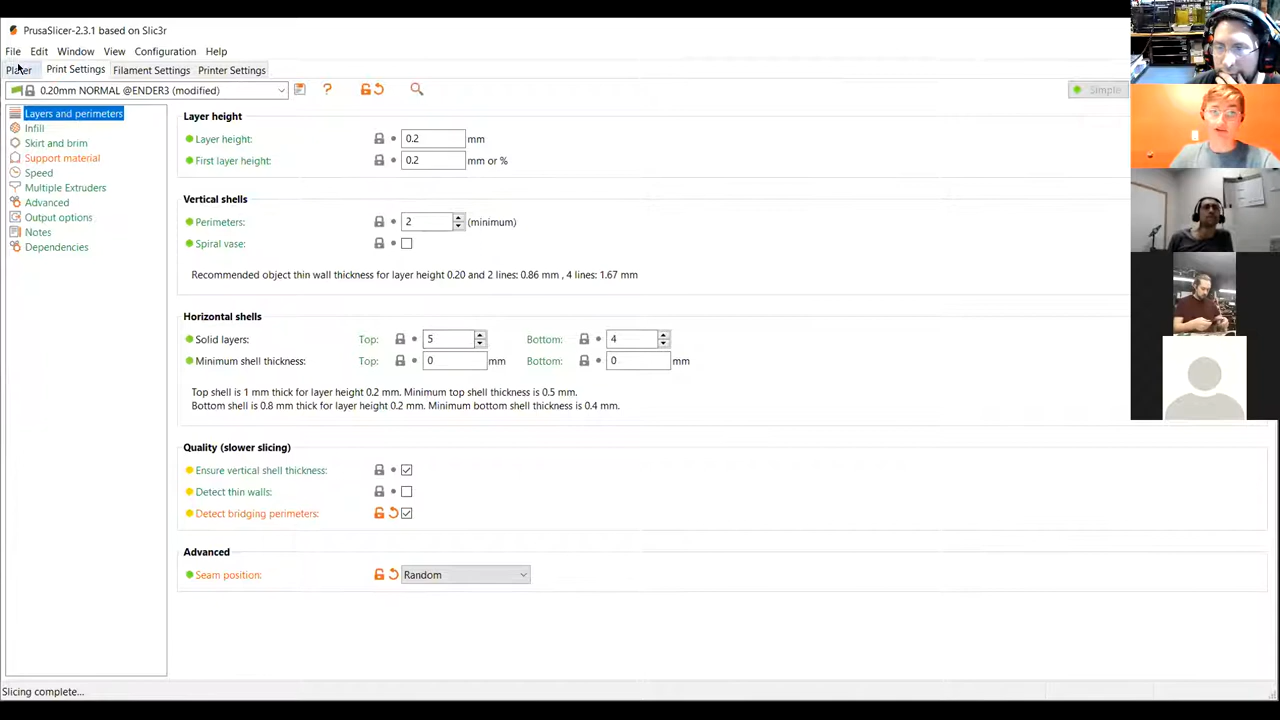 PrusaSlicer-2.3.1 based on Slic3r
File Edit Window View Configuration Help
Plater Print Settings Filament Settings Printer Settings
0.20mm NORMAL @ENDER3 (modified) ? Simple
Layers and perimeters
Infill
Skirt and brim
Support material
Speed
Multiple Extruders
Advanced
Output options
Notes
Dependencies
Layer height
Layer height: 0.2 mm
First layer height: 0.2 mm or %
Vertical shells
Perimeters: 2 (minimum)
Spiral vase:
Recommended object thin wall thickness for layer height 0.20 and 2 lines: 0.86 mm , 4 lines: 1.67 mm
Horizontal shells
Solid layers: Top: 5 Bottom: 4
Minimum shell thickness: Top: 0 mm Bottom: 0 mm
Top shell is 1 mm thick for layer height 0.2 mm. Minimum top shell thickness is 0.5 mm.
Bottom shell is 0.8 mm thick for layer height 0.2 mm. Minimum bottom shell thickness is 0.4 mm.
Quality (slower slicing)
Ensure vertical shell thickness:
Detect thin walls:
Detect bridging perimeters:
Advanced
Seam position: Random
Slicing complete...